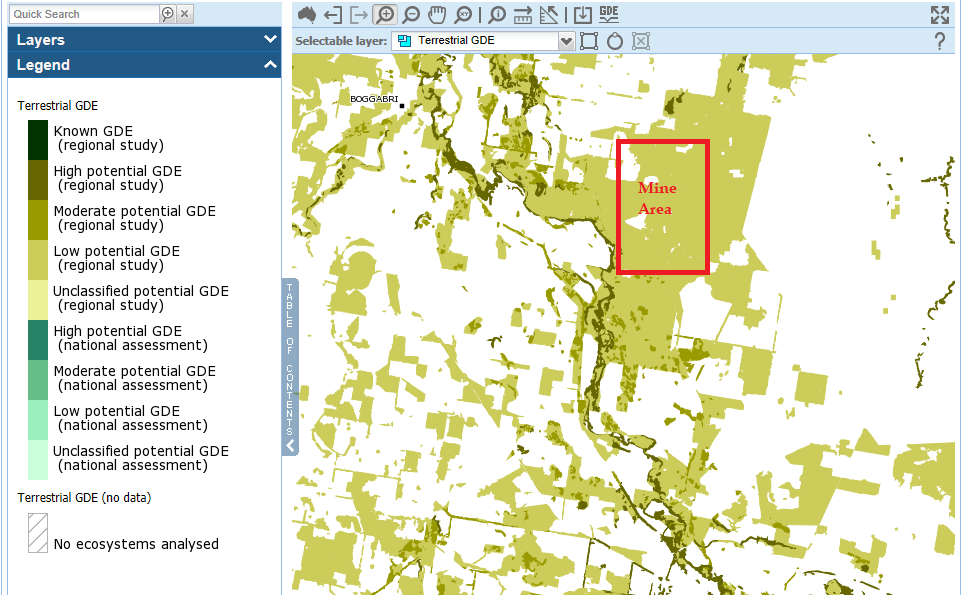 Quick Search
Layers
Legend
Terrestrial GDE
Known GDE
(regional study)
High potential GDE
(regional study)
Moderate potential GDE
(regional study)
Low potential GDE
(regional study)
Unclassified potential GDE
(regional study)
High potential GDE
(national assessment)
Moderate potential GDE
(national assessment)
Low potential GDE
(national assessment)
Unclassified potential GDE
(national assessment)
Terrestrial GDE (no data)
No ecosystems analysed
TABLE OF CONTENTS
XY
GDE
Selectable layer: Terrestrial GDE
?
BOGGABRI
Mine
Area